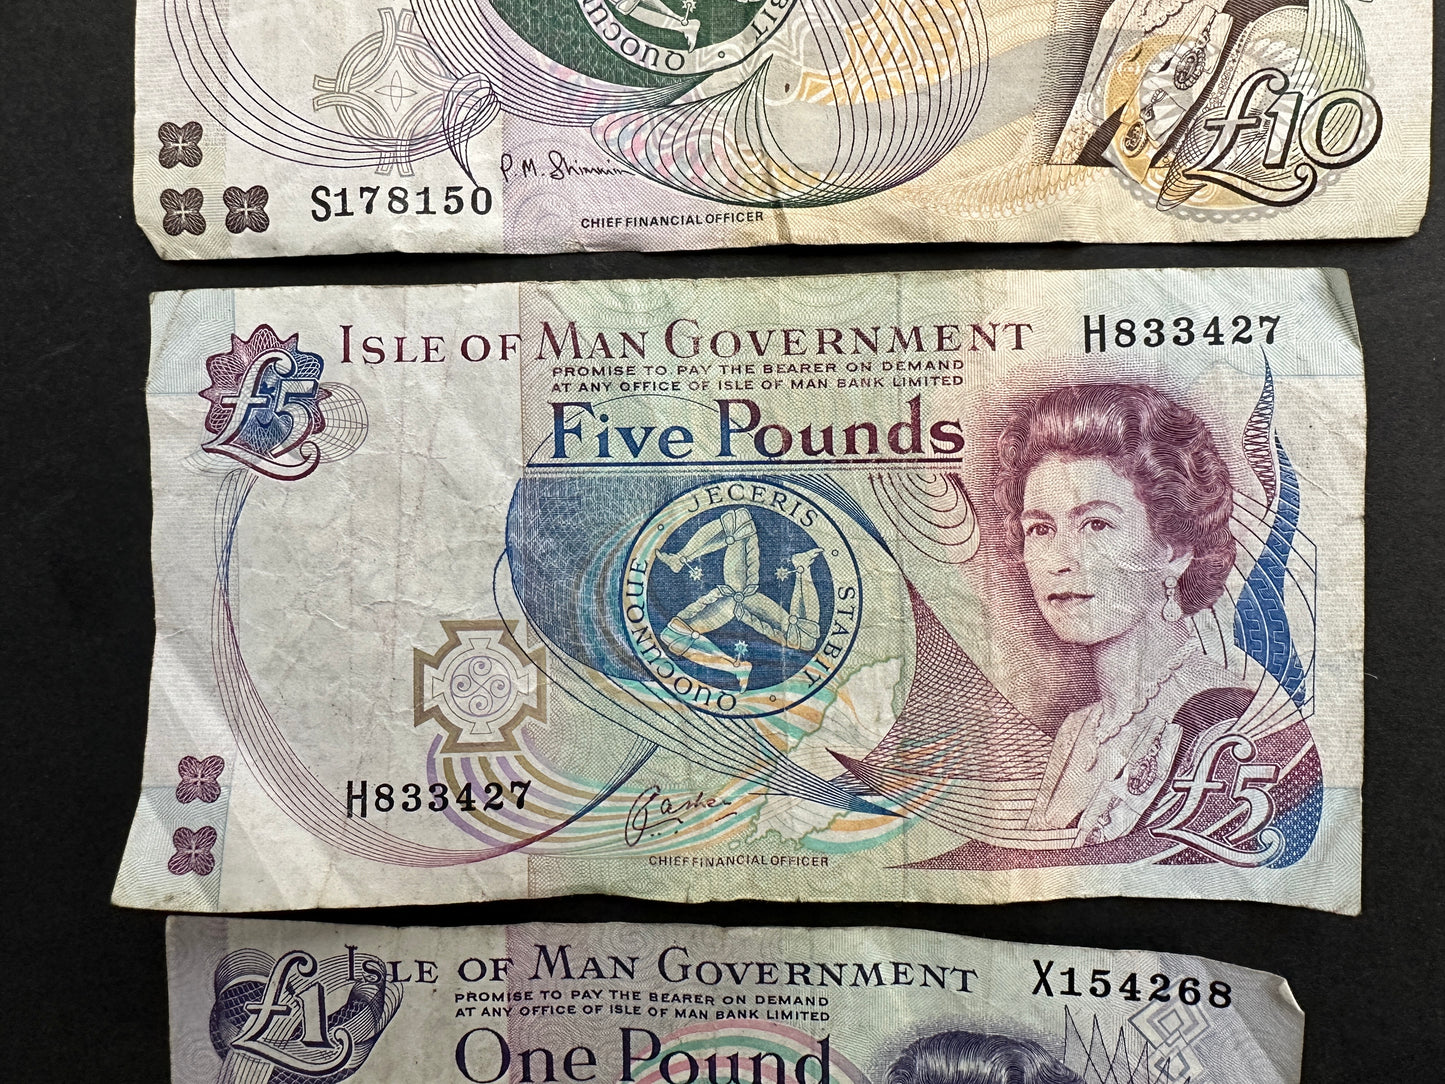 QUOCUNQUE
STABIT
£10
P. M. Shimmin
S178150
CHIEF FINANCIAL OFFICER
£5
ISLE OF MAN GOVERNMENT
H833427
PROMISE TO PAY THE BEARER ON DEMAND
AT ANY OFFICE OF ISLE OF MAN BANK LIMITED
Five Pounds
QUOCUNQUE JECERIS STABIT
£5
H833427
CHIEF FINANCIAL OFFICER
£1
ISLE OF MAN GOVERNMENT
X154268
PROMISE TO PAY THE BEARER ON DEMAND
AT ANY OFFICE OF ISLE OF MAN BANK LIMITED
One Pound